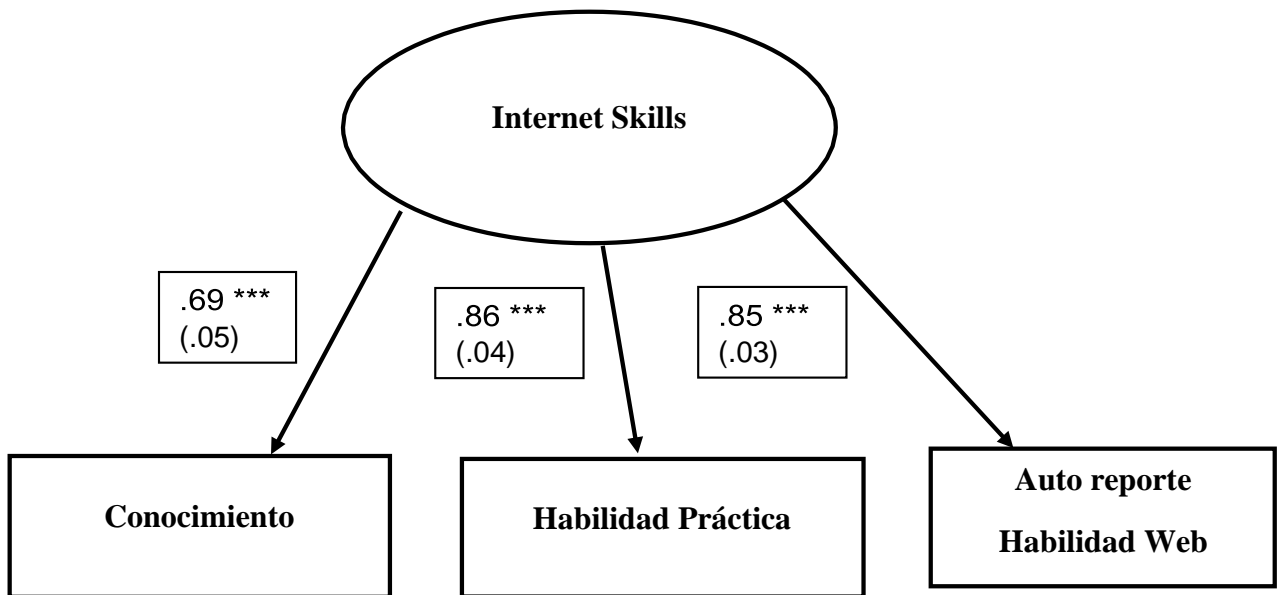 Internet Skills
.69 ***
(.05)
.86 ***
(.04)
.85 ***
(.03)
Conocimiento
Habilidad Práctica
Auto reporte
Habilidad Web